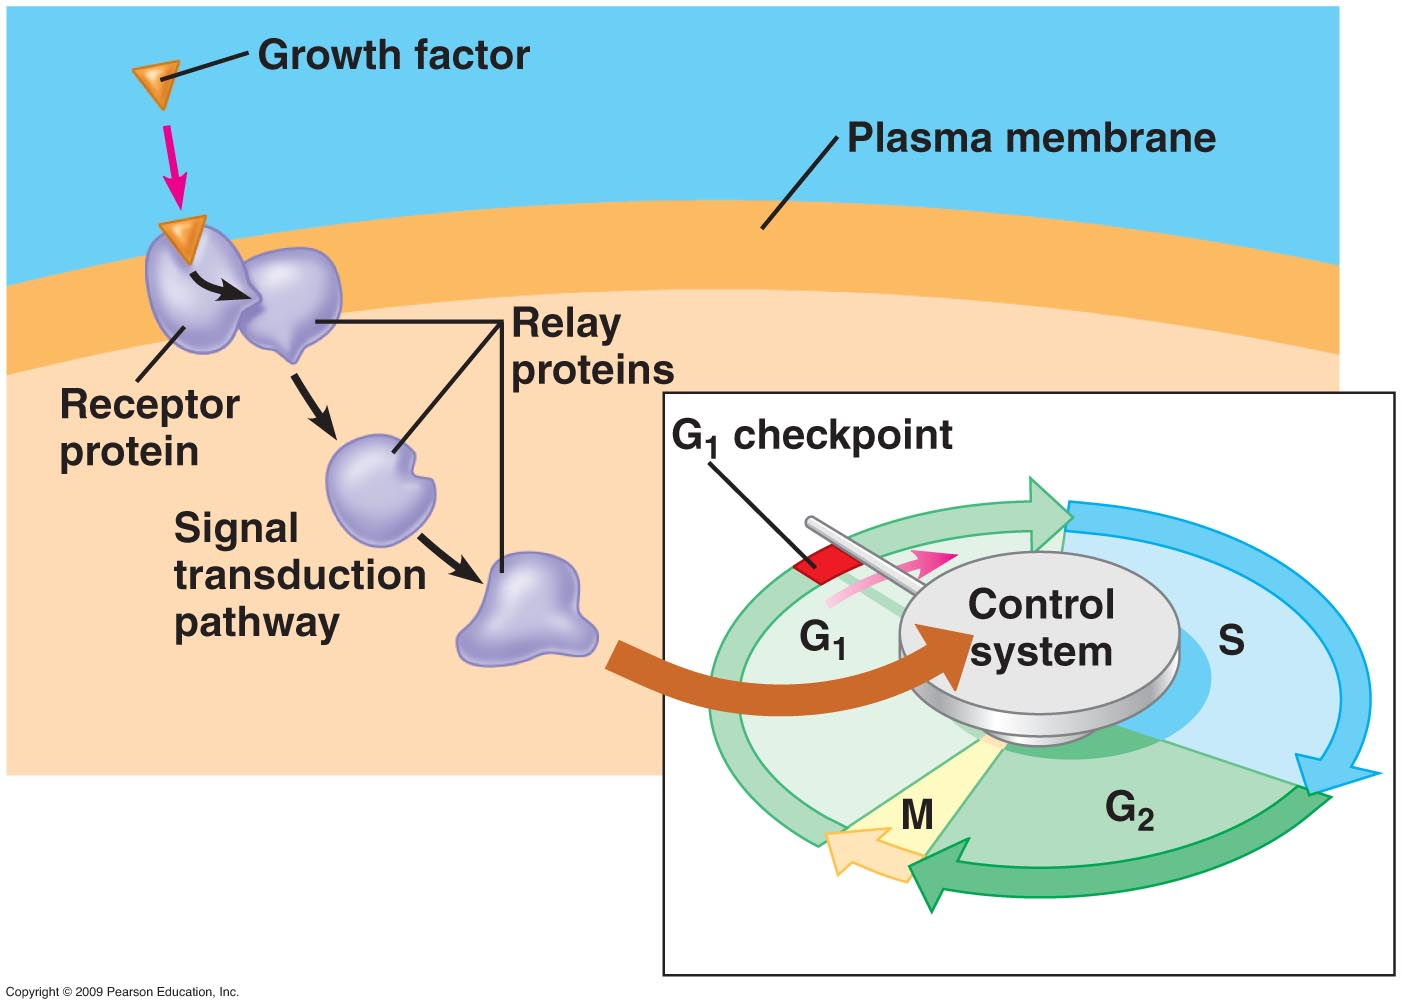 Growth factor
Plasma membrane
Relay
proteins
Receptor
protein
G₁ checkpoint
Signal
transduction
pathway
Control
system
G₁
S
M
G₂
Copyright © 2009 Pearson Education, Inc.